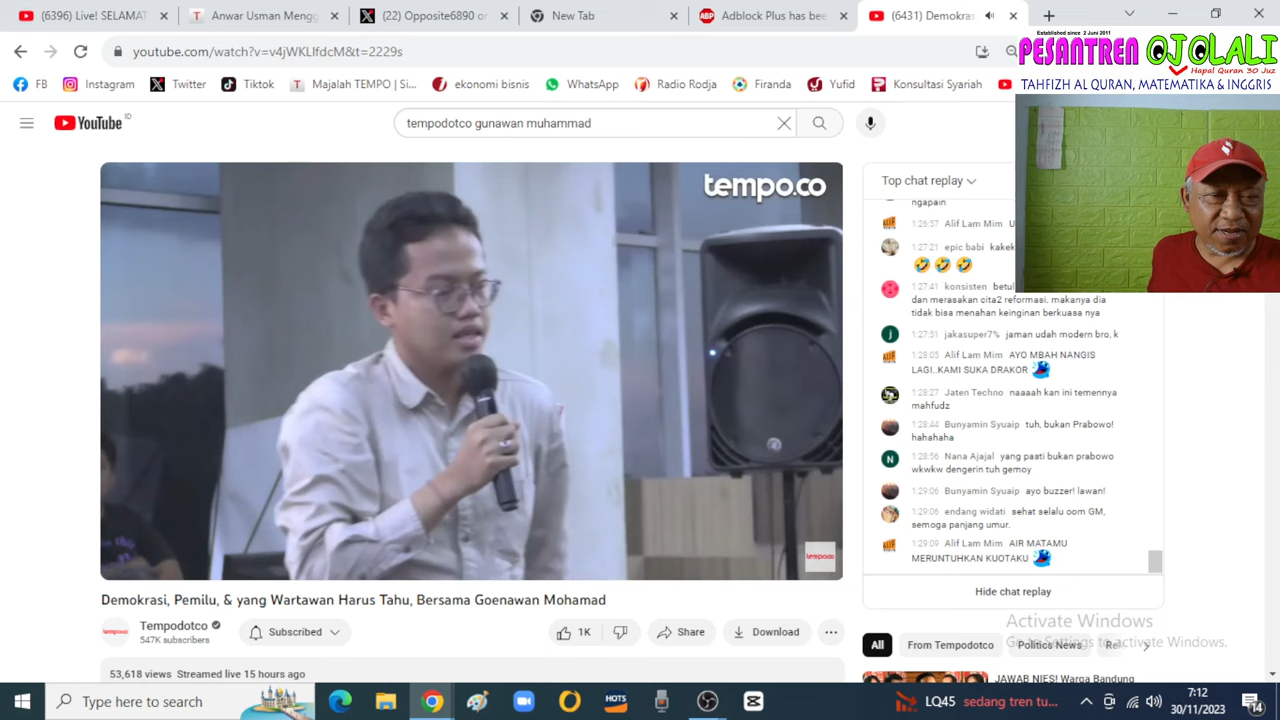 (6396) Live! SELAMAT
Anwar Usman Mengg
(22) Opposite6890 or
New Tab
Adblock Plus has bee
(6431) Demokras
Established since 2 Juni 2011
PESANTREN OJOLALI
Hapal Quran 30 Juz
TAHFIZH AL QURAN, MATEMATIKA & INGGRIS
youtube.com/watch?v=v4jWKLIfdcM&t=2231s
FB
Instagram
Twitter
Tiktok
Majalah TEMPO | Si...
ekonomi bisnis
WhatsApp
Radio Rodja
Firanda
Yufid
Konsultasi Syariah
YouTube ID
tempodotco gunawan muhammad
tempo.co
Top chat replay
ngapain
1:26:57 Alif Lam Mim U
1:27:21 epic babi kakek
1:27:41 konsisten betul
dan merasakan cita2 reformasi. makanya dia
tidak bisa menahan keinginan berkuasa nya
1:27:51 jakasuper7% jaman udah modern bro, k
1:28:05 Alif Lam Mim AYO MBAH NANGIS
LAGI..KAMI SUKA DRAKOR
1:28:27 Jaten Techno naaaah kan ini temennya
mahfudz
1:28:44 Bunyamin Syuaip tuh, bukan Prabowo!
hahahaha
1:28:56 Nana Ajajal yang pasti bukan prabowo
wkwkw dengerin tuh gemoy
1:29:06 Bunyamin Syuaip ayo buzzer! lawan!
1:29:06 endang widati sehat selalu oom GM,
semoga panjang umur.
1:29:09 Alif Lam Mim AIR MATAMU
MERUNTUHKAN KUOTAKU
tempo.co
Hide chat replay
Demokrasi, Pemilu, & yang Wartawan Harus Tahu, Bersama Goenawan Mohamad
tempo.co
Tempodotco
547K subscribers
Subscribed
1K
Share
Download
Activate Windows
Go to Settings to activate Windows.
All
From Tempodotco
Politics News
Re
53,618 views Streamed live 15 hours ago
JAWAB NIES! Warga Bandung
Type here to search
HOTS
LQ45 sedang tren tu...
7:12
30/11/2023
14